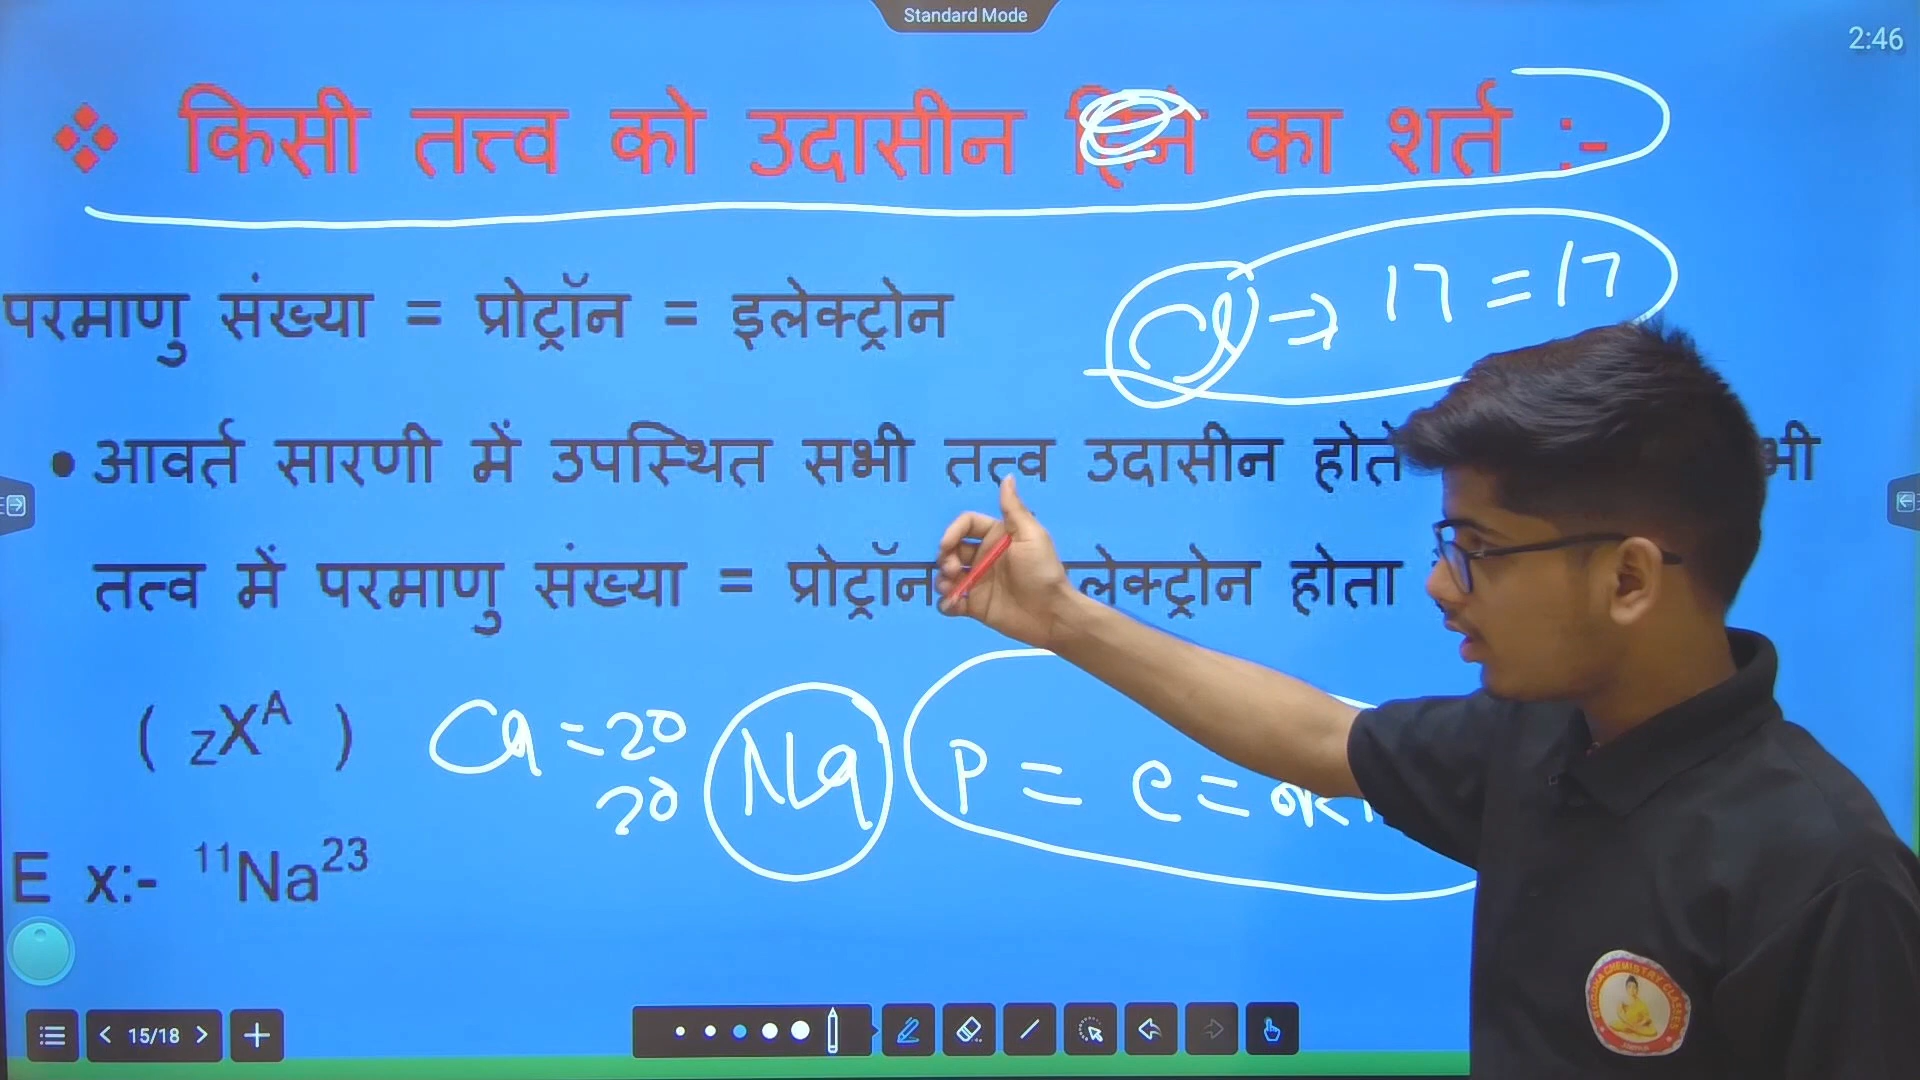 Standard Mode
2:46
❖ किसी तत्त्व को उदासीन का शर्त :-
Cl ⇒ 17 = 17
परमाणु संख्या = प्रोट्रॉन = इलेक्ट्रोन
• आवर्त सारणी में उपस्थित सभी तत्व उदासीन होते भी
तत्व में परमाणु संख्या = प्रोट्रॉन लेक्ट्रोन होता
( ZX^A )
Ca = 20
20
Na
P = e =
E x:- ¹¹Na²³
15/18